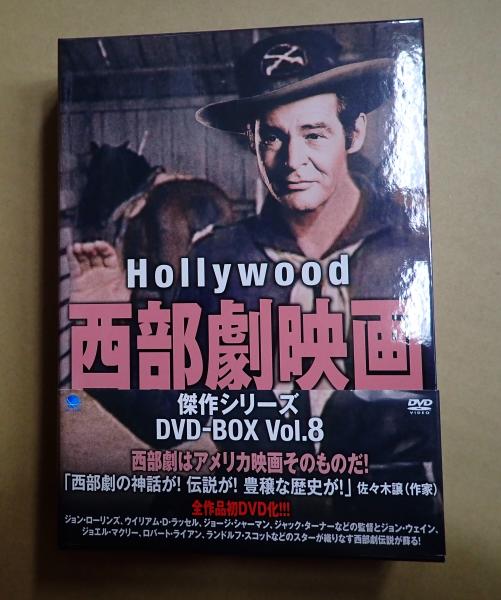 Hollywood
西部劇映画
傑作シリーズ
DVD-BOX Vol.8
DVD
VIDEO
西部劇はアメリカ映画そのものだ!
「西部劇の神話が! 伝説が! 豊穣な歴史が!」 佐々木譲(作家)
全作品初DVD化!!!
ジョン・ローリンズ、ウイリアム・D・ラッセル、ジョージ・シャーマン、ジャック・ターナーなどの監督とジョン・ウェイン、
ジョエル・マクリー、ロバート・ライアン、ランドルフ・スコットなどのスターが織りなす西部劇伝説が蘇る!